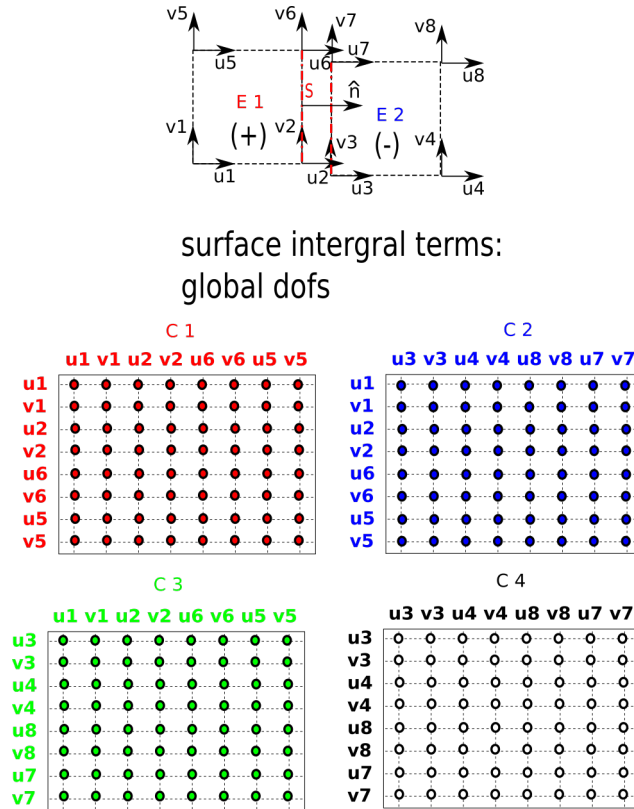 v5 v6 v7 v8
u5 u6 u7 u8
E 1 S n̂ E 2
v1 (+) v2 v3 (-) v4
u1 u2 u3 u4
surface intergral terms:
global dofs
C 1
u1 v1 u2 v2 u6 v6 u5 v5
u1
v1
u2
v2
u6
v6
u5
v5
C 2
u3 v3 u4 v4 u8 v8 u7 v7
u1
v1
u2
v2
u6
v6
u5
v5
C 3
u1 v1 u2 v2 u6 v6 u5 v5
u3
v3
u4
v4
u8
v8
u7
v7
C 4
u3 v3 u4 v4 u8 v8 u7 v7
u3
v3
u4
v4
u8
v8
u7
v7